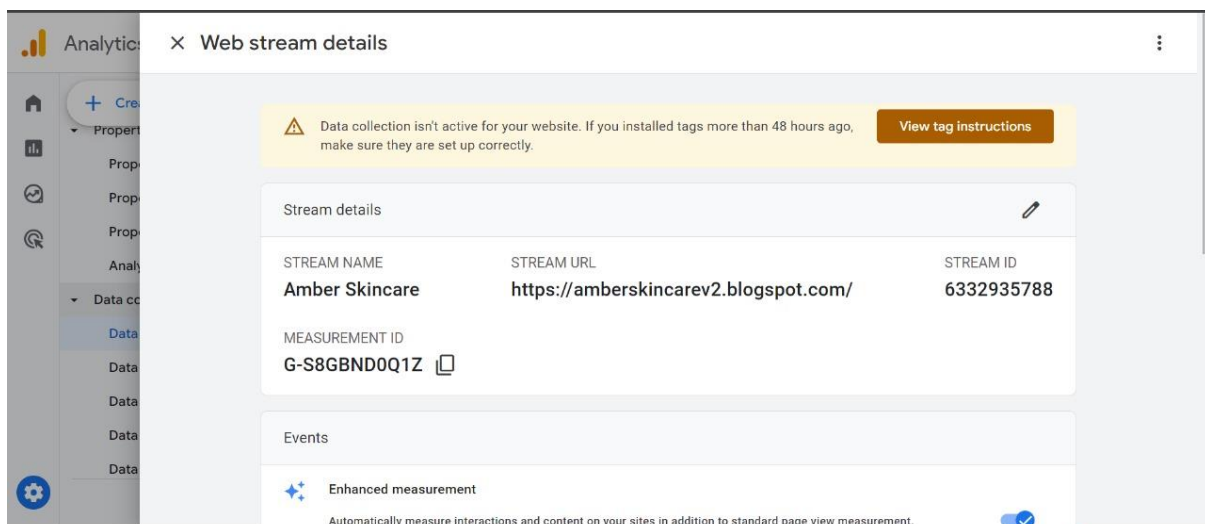 Analytics
Web stream details
Data collection isn't active for your website. If you installed tags more than 48 hours ago,
make sure they are set up correctly.
View tag instructions
Cre
Propert
Prop
Prop
Prop
Analy
Data co
Data
Data
Data
Data
Data
Stream details
STREAM NAME
STREAM URL
STREAM ID
Amber Skincare
https://amberskincarev2.blogspot.com/
6332935788
MEASUREMENT ID
G-S8GBND0Q1Z
Events
Enhanced measurement
Automatically measure interactions and content on your sites in addition to standard page view measurement.